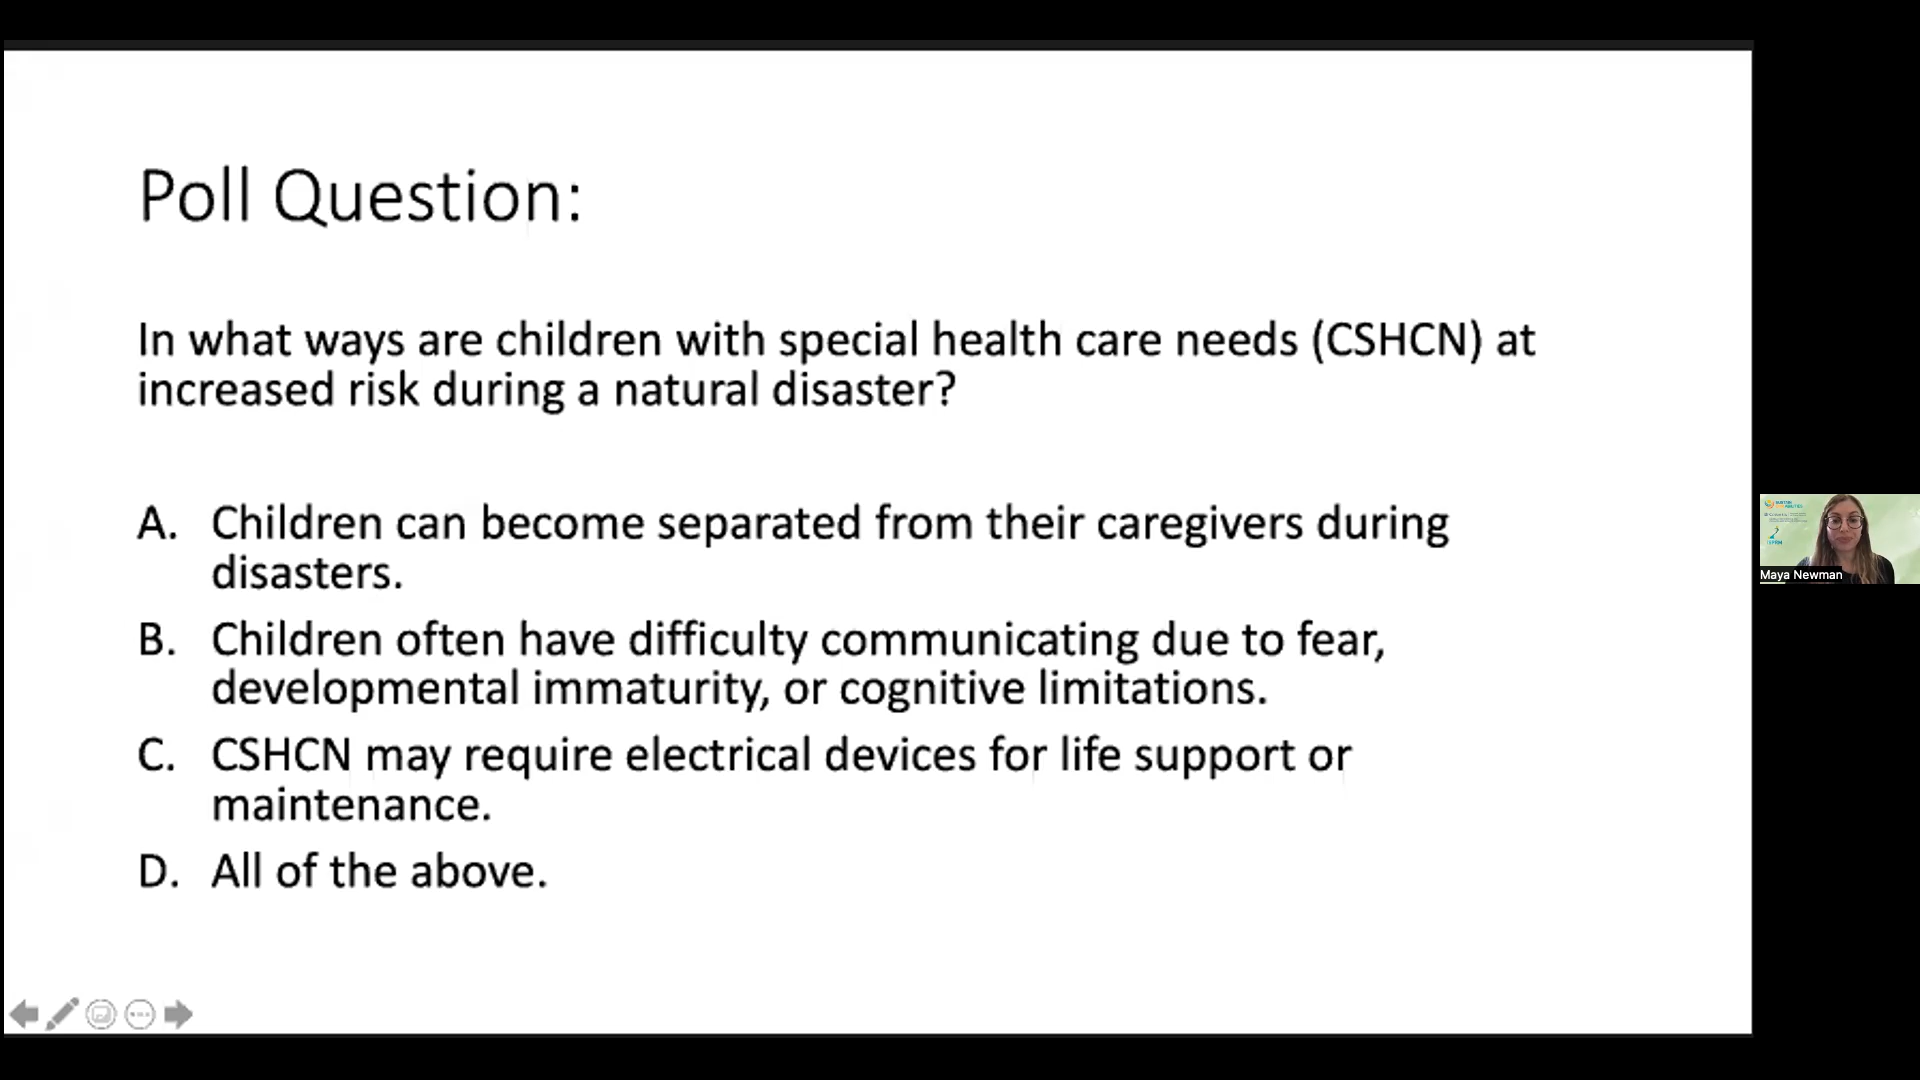 Poll Question:
In what ways are children with special health care needs (CSHCN) at
increased risk during a natural disaster?
A. Children can become separated from their caregivers during
disasters.
B. Children often have difficulty communicating due to fear,
developmental immaturity, or cognitive limitations.
C. CSHCN may require electrical devices for life support or
maintenance.
D. All of the above.
Maya Newman